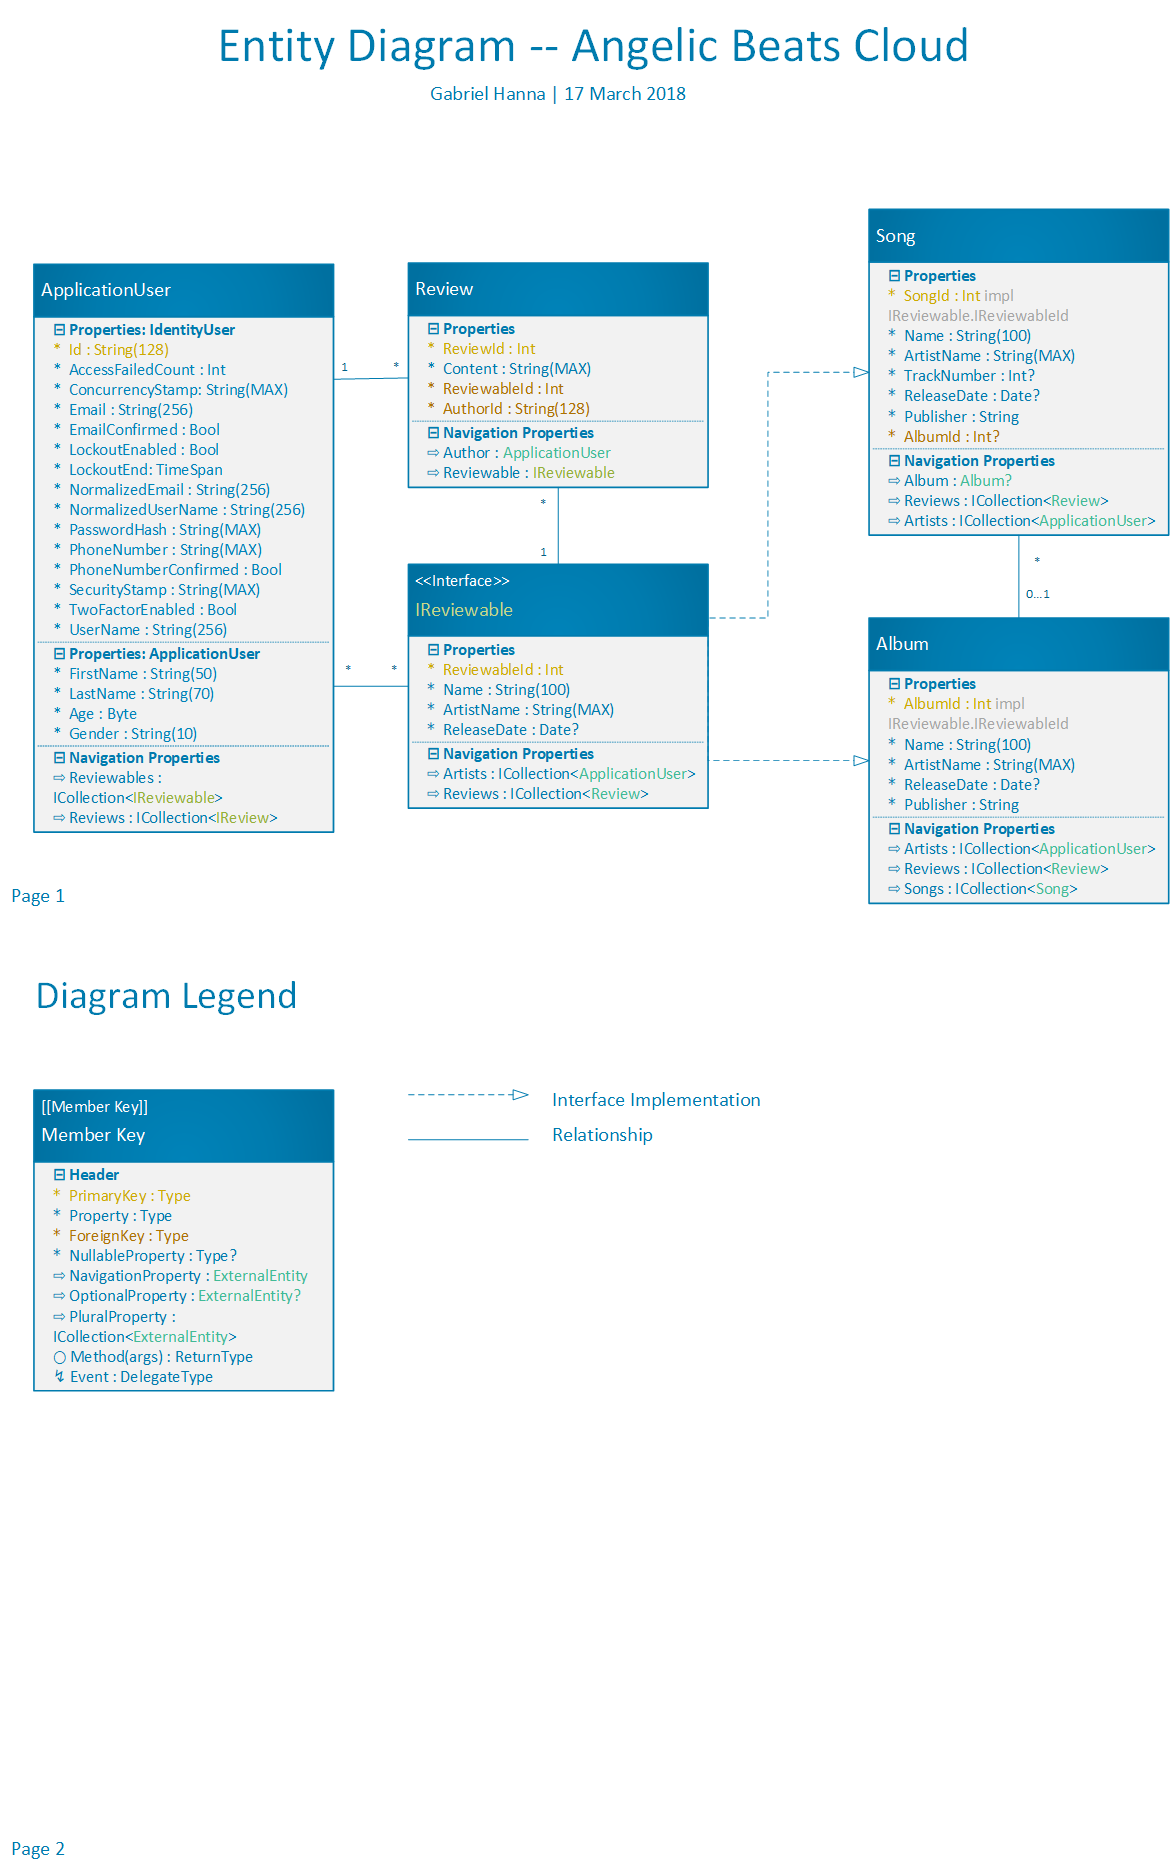 Entity Diagram -- Angelic Beats Cloud
Gabriel Hanna | 17 March 2018
ApplicationUser
⊟ Properties: IdentityUser
* Id : String(128)
* AccessFailedCount : Int
* ConcurrencyStamp: String(MAX)
* Email : String(256)
* EmailConfirmed : Bool
* LockoutEnabled : Bool
* LockoutEnd: TimeSpan
* NormalizedEmail : String(256)
* NormalizedUserName : String(256)
* PasswordHash : String(MAX)
* PhoneNumber : String(MAX)
* PhoneNumberConfirmed : Bool
* SecurityStamp : String(MAX)
* TwoFactorEnabled : Bool
* UserName : String(256)
⊟ Properties: ApplicationUser
* FirstName : String(50)
* LastName : String(70)
* Age : Byte
* Gender : String(10)
⊟ Navigation Properties
⇨ Reviewables :
ICollection<IReviewable>
⇨ Reviews : ICollection<IReview>
1 *
* *
Review
⊟ Properties
* ReviewId : Int
* Content : String(MAX)
* ReviewableId : Int
* AuthorId : String(128)
⊟ Navigation Properties
⇨ Author : ApplicationUser
⇨ Reviewable : IReviewable
*
1
<<Interface>>
IReviewable
⊟ Properties
* ReviewableId : Int
* Name : String(100)
* ArtistName : String(MAX)
* ReleaseDate : Date?
⊟ Navigation Properties
⇨ Artists : ICollection<ApplicationUser>
⇨ Reviews : ICollection<Review>
Song
⊟ Properties
* SongId : Int impl
IReviewable.IReviewableId
* Name : String(100)
* ArtistName : String(MAX)
* TrackNumber : Int?
* ReleaseDate : Date?
* Publisher : String
* AlbumId : Int?
⊟ Navigation Properties
⇨ Album : Album?
⇨ Reviews : ICollection<Review>
⇨ Artists : ICollection<ApplicationUser>
*
0...1
Album
⊟ Properties
* AlbumId : Int impl
IReviewable.IReviewableId
* Name : String(100)
* ArtistName : String(MAX)
* ReleaseDate : Date?
* Publisher : String
⊟ Navigation Properties
⇨ Artists : ICollection<ApplicationUser>
⇨ Reviews : ICollection<Review>
⇨ Songs : ICollection<Song>
Page 1
Diagram Legend
[[Member Key]]
Member Key
⊟ Header
* PrimaryKey : Type
* Property : Type
* ForeignKey : Type
* NullableProperty : Type?
⇨ NavigationProperty : ExternalEntity
⇨ OptionalProperty : ExternalEntity?
⇨ PluralProperty :
ICollection<ExternalEntity>
○ Method(args) : ReturnType
↯ Event : DelegateType
Interface Implementation
Relationship
Page 2